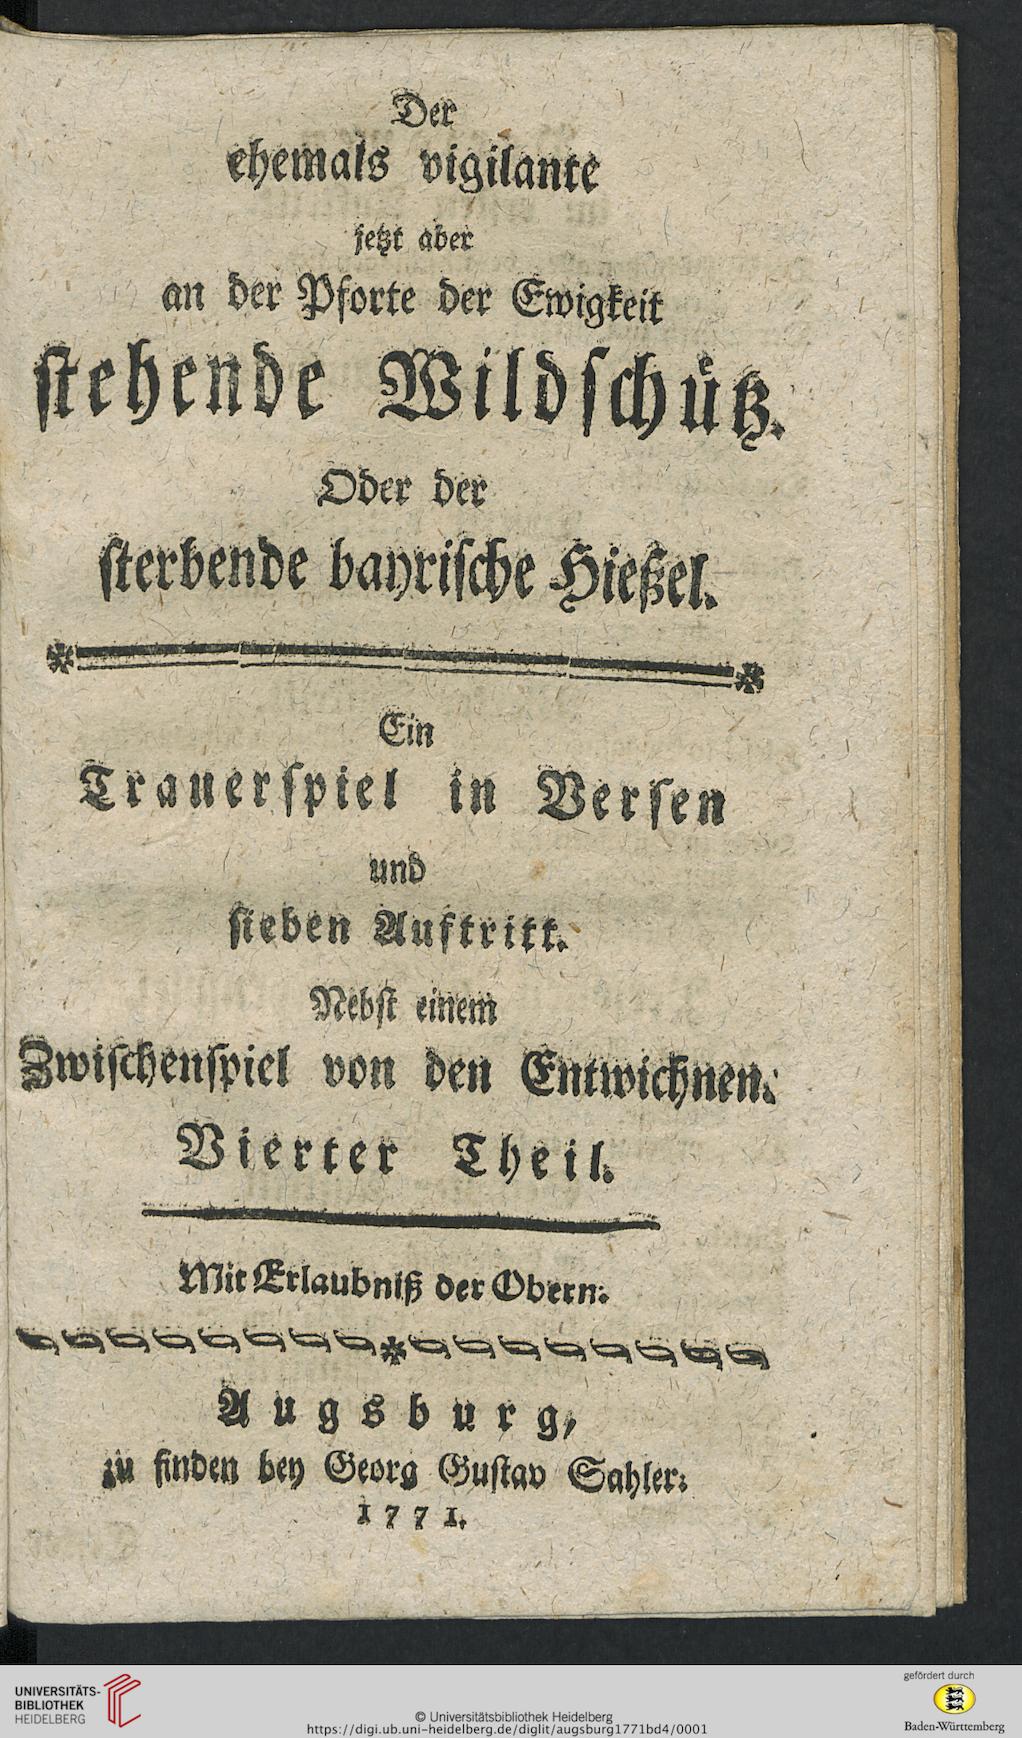 Der
ehemals vigilante
jetzt aber
an der Pforte der Ewigkeit
stehende Wildschütz.
Oder der
sterbende bayrische Hießel.
Ein
Trauerspiel in Versen
und
sieben Auftritt.
Nebst einem
Zwischenspiel von den Entwichnen.
Vierter Theil.
Mit Erlaubniß der Obern.
Augsburg,
zu finden bey Georg Gustav Sahler.
1771.
UNIVERSITÄTS-
BIBLIOTHEK
HEIDELBERG
© Universitätsbibliothek Heidelberg
https://digi.ub.uni-heidelberg.de/diglit/augsburg1771bd4/0001
gefördert durch
Baden-Württemberg